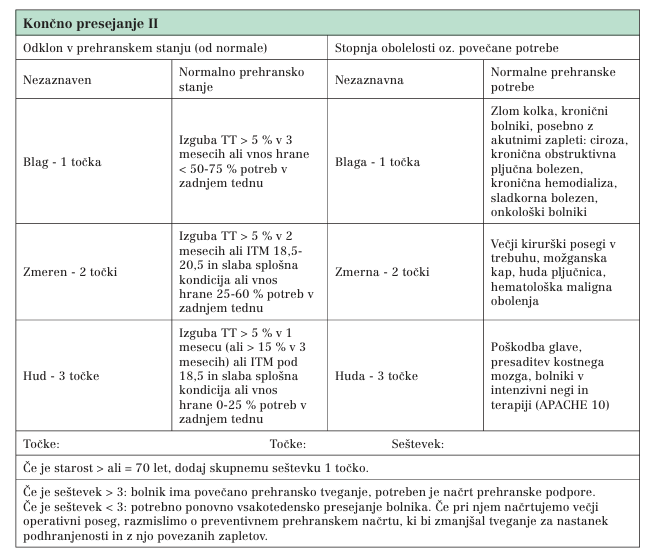 Končno presejanje II
Odklon v prehranskem stanju (od normale)
Stopnja obolelosti oz. povečane potrebe
Nezaznaven
Normalno prehransko
stanje
Nezaznavna
Normalne prehranske
potrebe
Blag - 1 točka
Izguba TT > 5 % v 3
mesecih ali vnos hrane
< 50-75 % potreb v
zadnjem tednu
Blaga - 1 točka
Zlom kolka, kronični
bolniki, posebno z
akutnimi zapleti: ciroza,
kronična obstruktivna
pljučna bolezen,
kronična hemodializa,
sladkorna bolezen,
onkološki bolniki
Zmeren - 2 točki
Izguba TT > 5 % v 2
mesecih ali ITM 18,5-
20,5 in slaba splošna
kondicija ali vnos
hrane 25-60 % potreb v
zadnjem tednu
Zmerna - 2 točki
Večji kirurški posegi v
trebuhu, možganska
kap, huda pljučnica,
hematološka maligna
obolenja
Hud - 3 točke
Izguba TT > 5 % v 1
mesecu (ali > 15 % v 3
mesecih) ali ITM pod
18,5 in slaba splošna
kondicija ali vnos
hrane 0-25 % potreb v
zadnjem tednu
Huda - 3 točke
Poškodba glave,
presaditev kostnega
mozga, bolniki v
intenzivni negi in
terapiji (APACHE 10)
Točke: Točke: Seštevek:
Če je starost > ali = 70 let, dodaj skupnemu seštevku 1 točko.
Če je seštevek > 3: bolnik ima povečano prehransko tveganje, potreben je načrt prehranske podpore.
Če je seštevek < 3: potrebno ponovno vsakotedensko presejanje bolnika. Če pri njem načrtujemo večji
operativni poseg, razmislimo o preventivnem prehranskem načrtu, ki bi zmanjšal tveganje za nastanek
podhranjenosti in z njo povezanih zapletov.